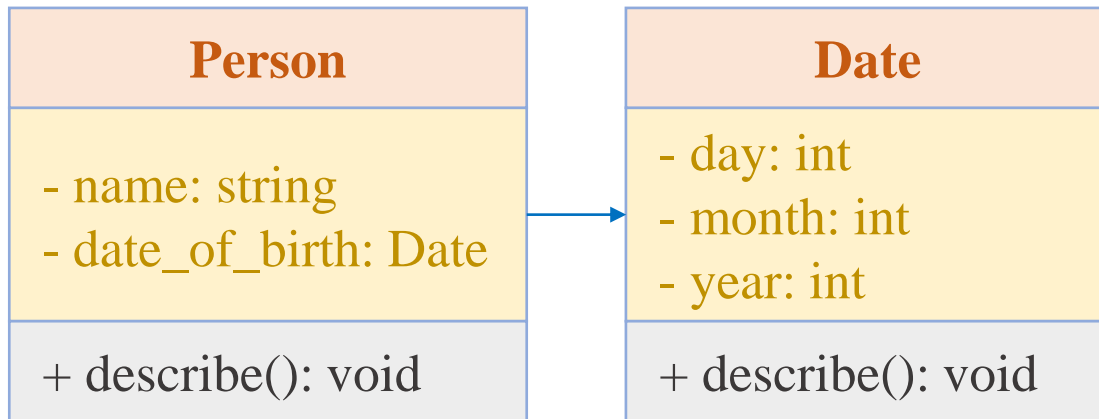 Person
- name: string
- date_of_birth: Date
+ describe(): void
Date
- day: int
- month: int
- year: int
+ describe(): void